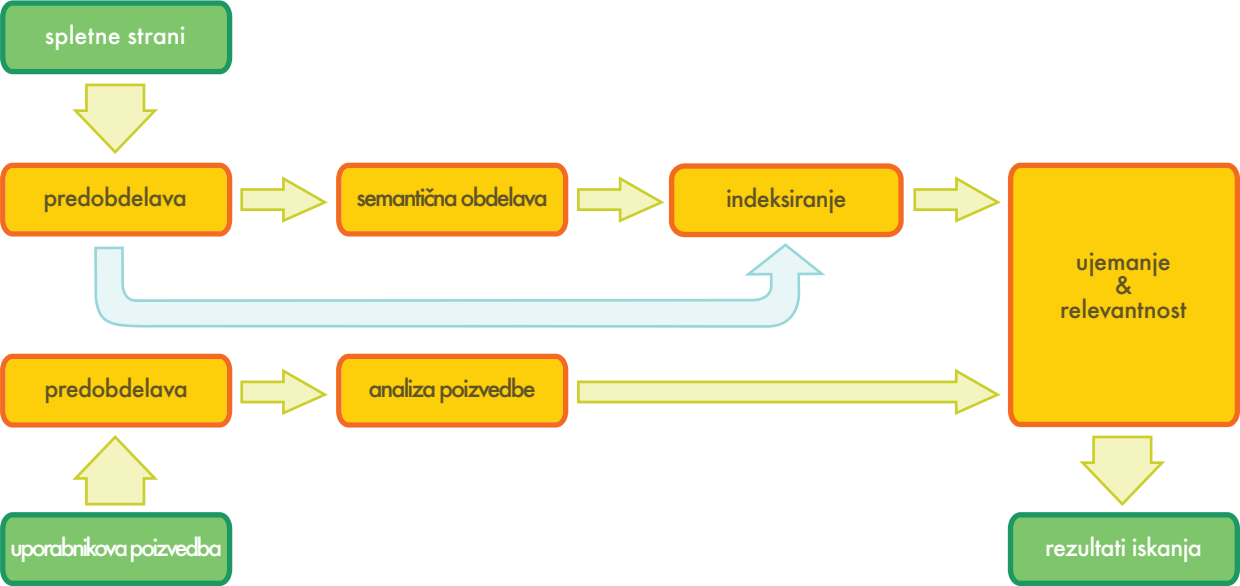 spletne strani
predobdelava
semantična obdelava
indeksiranje
ujemanje
&
relevantnost
predobdelava
analiza poizvedbe
uporabnikova poizvedba
rezultati iskanja